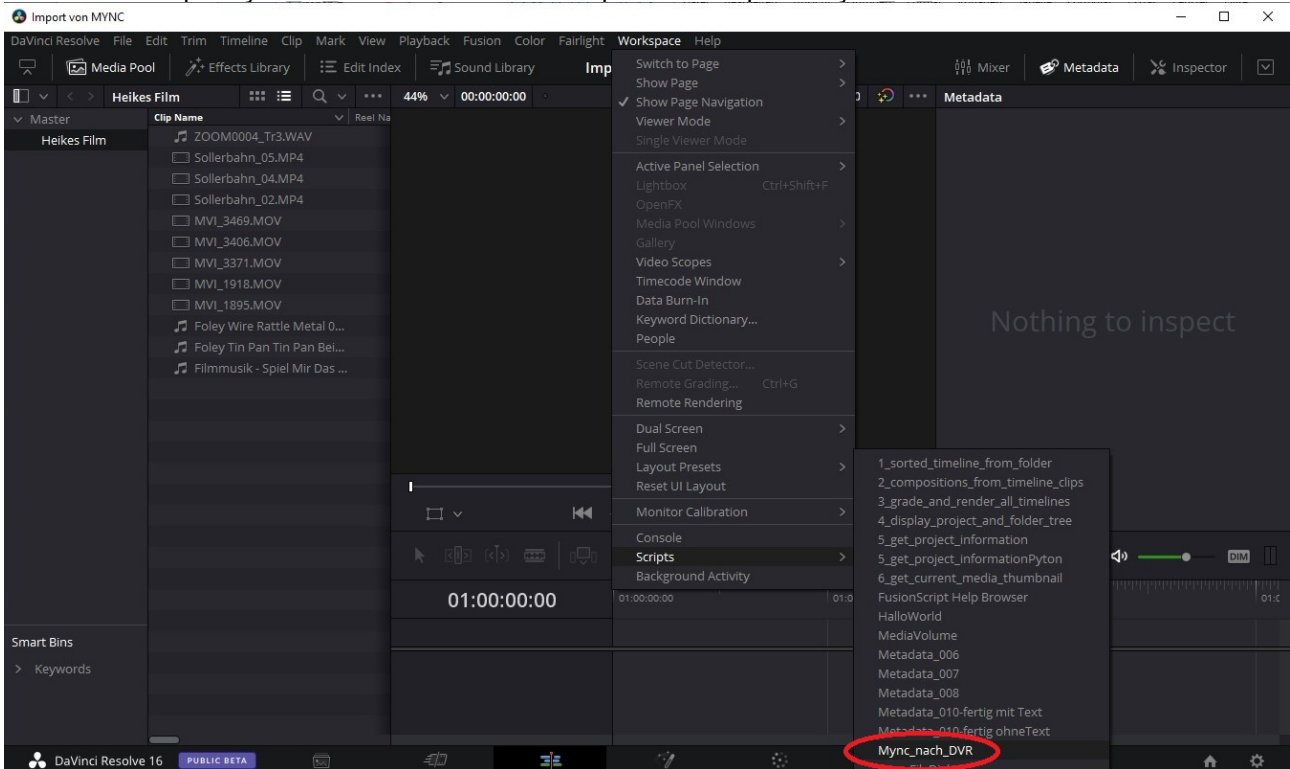 Import von MYNC
DaVinci Resolve File Edit Trim Timeline Clip Mark View Playback Fusion Color Fairlight Workspace Help
Media Pool Effects Library Edit Index Sound Library Imp Mixer Metadata Inspector
Heikes Film 44% 00:00:00:00 Metadata
Master
Heikes Film
Clip Name Reel Na
ZOOM0004_Tr3.WAV
Sollerbahn_05.MP4
Sollerbahn_04.MP4
Sollerbahn_02.MP4
MVI_3469.MOV
MVI_3406.MOV
MVI_3371.MOV
MVI_1918.MOV
MVI_1895.MOV
Foley Wire Rattle Metal 0...
Foley Tin Pan Tin Pan Bei...
Filmmusik - Spiel Mir Das ...
Switch to Page
Show Page
Show Page Navigation
Viewer Mode
Single Viewer Mode
Active Panel Selection
Lightbox Ctrl+Shift+F
OpenFX
Media Pool Windows
Gallery
Video Scopes
Timecode Window
Data Burn-In
Keyword Dictionary...
People
Scene Cut Detector...
Remote Grading... Ctrl+G
Remote Rendering
Dual Screen
Full Screen
Layout Presets
Reset UI Layout
Monitor Calibration
Console
Scripts
Background Activity
Nothing to inspect
1_sorted_timeline_from_folder
2_compositions_from_timeline_clips
3_grade_and_render_all_timelines
4_display_project_and_folder_tree
5_get_project_information
5_get_project_informationPyton
6_get_current_media_thumbnail
FusionScript Help Browser
HalloWorld
MediaVolume
Metadata_006
Metadata_007
Metadata_008
Metadata_010-fertig mit Text
Metadata_010-fertig ohneText
Mync_nach_DVR
DIM
01:00:00:00
01:00:00:00
Smart Bins
Keywords
DaVinci Resolve 16 PUBLIC BETA